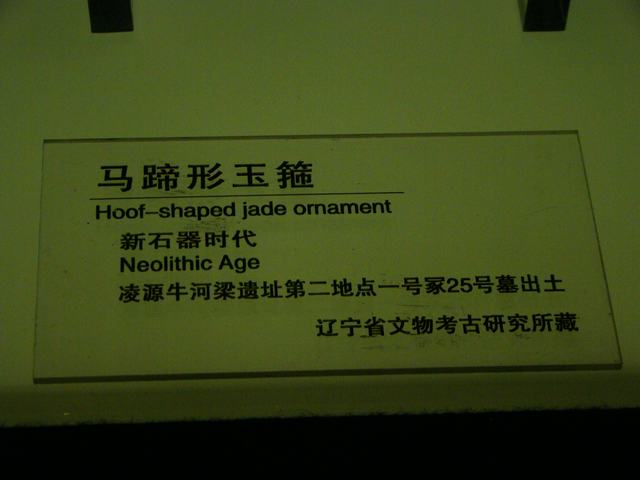 马蹄形玉箍
Hoof-shaped jade ornament
新石器时代
Neolithic Age
凌源牛河梁遗址第二地点一号冢25号墓出土
辽宁省文物考古研究所藏